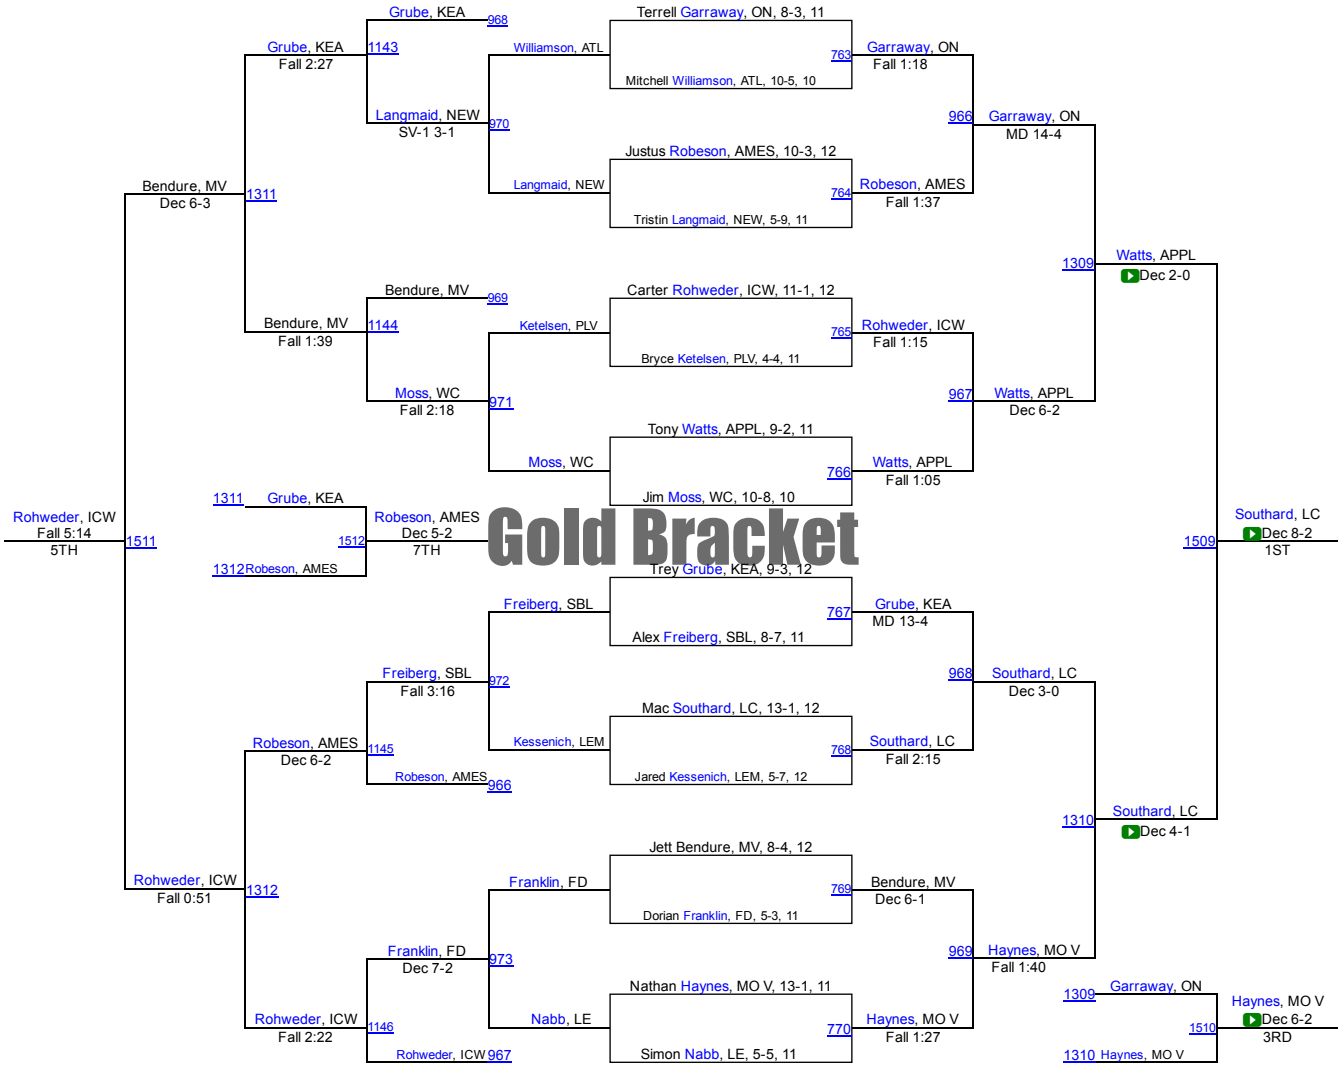 Grube, KEA
968
Terrell Garraway, ON, 8-3, 11
Grube, KEA
1143
Fall 2:27
Williamson, ATL
763
Garraway, ON
Fall 1:18
Mitchell Williamson, ATL, 10-5, 10
Langmaid, NEW
970
SV-1 3-1
966
Garraway, ON
MD 14-4
Justus Robeson, AMES, 10-3, 12
Bendure, MV
1311
Dec 6-3
Langmaid, NEW
764
Robeson, AMES
Fall 1:37
Tristin Langmaid, NEW, 5-9, 11
1309
Watts, APPL
Dec 2-0
Bendure, MV
969
Carter Rohweder, ICW, 11-1, 12
Bendure, MV
1144
Fall 1:39
Ketelsen, PLV
765
Rohweder, ICW
Fall 1:15
Bryce Ketelsen, PLV, 4-4, 11
Moss, WC
971
Fall 2:18
967
Watts, APPL
Dec 6-2
Tony Watts, APPL, 9-2, 11
Moss, WC
766
Watts, APPL
Fall 1:05
Jim Moss, WC, 10-8, 10
1311
Grube, KEA
Rohweder, ICW
Fall 5:14
5TH
1511
1512
Robeson, AMES
Dec 5-2
7TH
Gold Bracket
1509
Southard, LC
Dec 8-2
1ST
1312
Robeson, AMES
Trey Grube, KEA, 9-3, 12
Freiberg, SBL
767
Grube, KEA
MD 13-4
Alex Freiberg, SBL, 8-7, 11
Freiberg, SBL
972
Fall 3:16
968
Southard, LC
Dec 3-0
Mac Southard, LC, 13-1, 12
Robeson, AMES
1145
Dec 6-2
Kessenich, LEM
768
Southard, LC
Fall 2:15
Robeson, AMES
966
Jared Kessenich, LEM, 5-7, 12
1310
Southard, LC
Dec 4-1
Jett Bendure, MV, 8-4, 12
Rohweder, ICW
1312
Fall 0:51
Franklin, FD
769
Bendure, MV
Dec 6-1
Dorian Franklin, FD, 5-3, 11
Franklin, FD
973
Dec 7-2
969
Haynes, MO V
Fall 1:40
Nathan Haynes, MO V, 13-1, 11
1309
Garraway, ON
Rohweder, ICW
1146
Fall 2:22
Nabb, LE
770
Haynes, MO V
Fall 1:27
1510
Haynes, MO V
Dec 6-2
3RD
Rohweder, ICW
967
Simon Nabb, LE, 5-5, 11
1310
Haynes, MO V